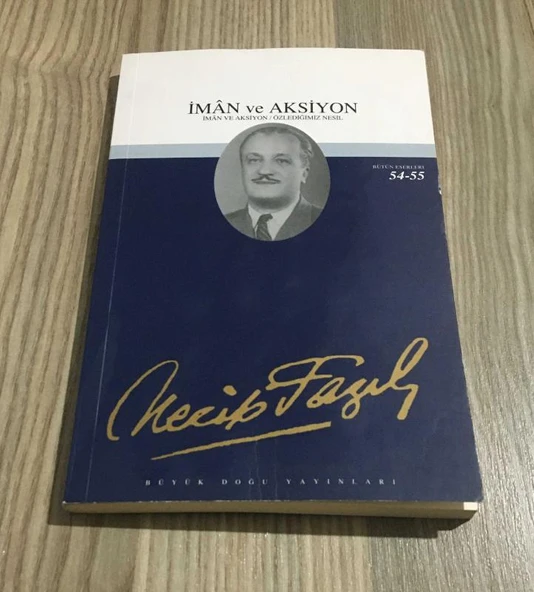 İMÂN ve AKSİYON
İMÂN VE AKSİYON / ÖZLEDİĞİMİZ NESİL
BÜTÜN ESERLERİ
54-55
Necip Fazıl
BÜYÜK DOĞU YAYINLARI